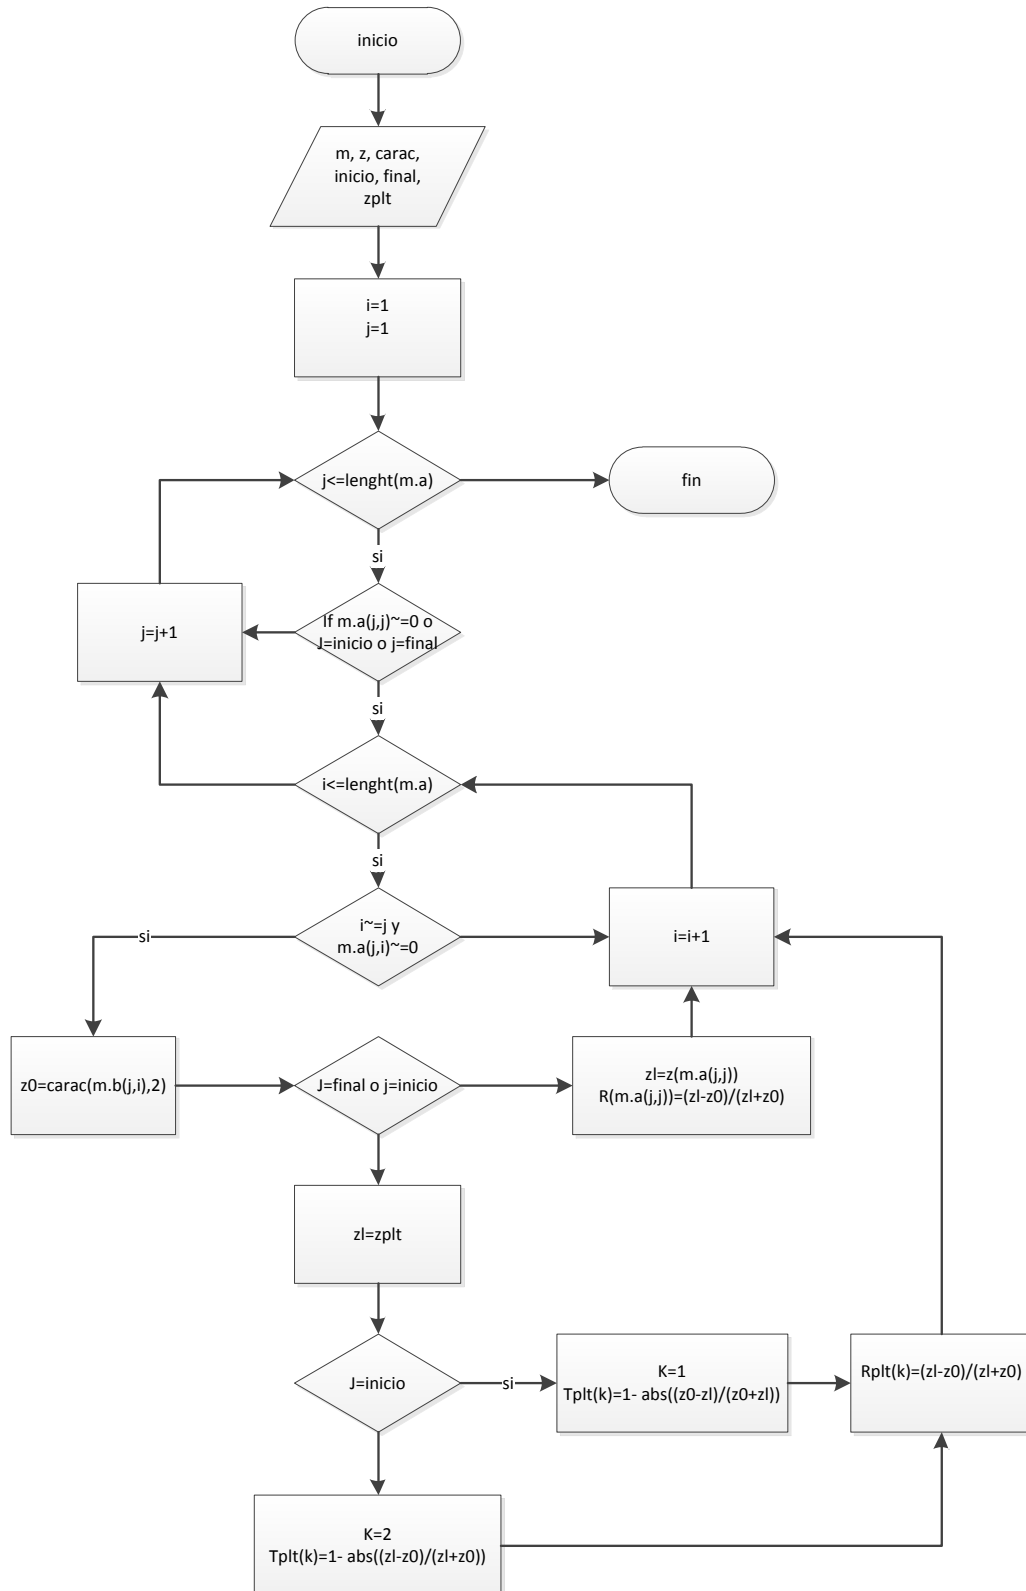 inicio
m, z, carac,
inicio, final,
zplt
i=1
j=1
j<=lenght(m.a)
fin
si
If m.a(j,j)~=0 o
J=inicio o j=final
j=j+1
si
i<=lenght(m.a)
si
i~=j y
m.a(j,i)~=0
si
i=i+1
z0=carac(m.b(j,i),2)
J=final o j=inicio
zl=z(m.a(j,j))
R(m.a(j,j))=(zl-z0)/(zl+z0)
zl=zplt
J=inicio
si
K=1
Tplt(k)=1- abs((z0-zl)/(z0+zl))
Rplt(k)=(zl-z0)/(zl+z0)
K=2
Tplt(k)=1- abs((zl-z0)/(zl+z0))